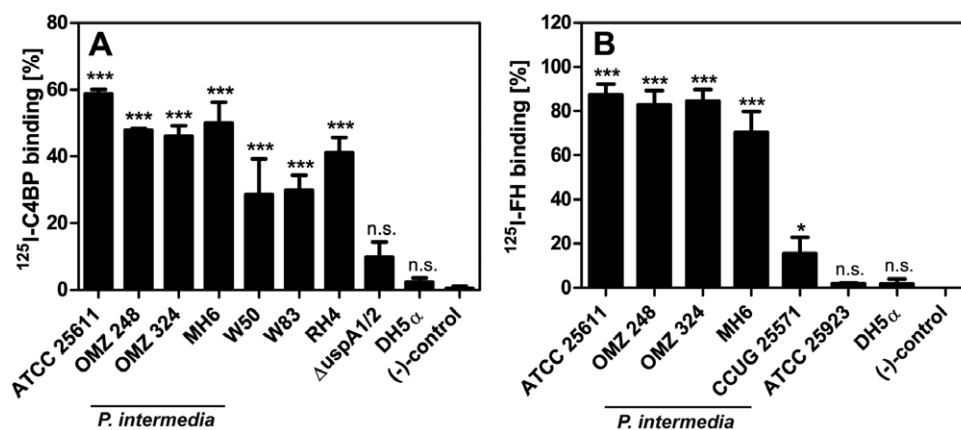 A
¹²⁵I-C4BP binding [%]
80
60
40
20
0
***
***
***
***
***
***
***
n.s.
n.s.
ATCC 25611
OMZ 248
OMZ 324
MH6
W50
W83
RH4
ΔuspA1/2
DH5α
(-)-control
P. intermedia
B
¹²⁵I-FH binding [%]
120
100
80
60
40
20
0
***
***
***
***
*
n.s.
n.s.
ATCC 25611
OMZ 248
OMZ 324
MH6
CCUG 25571
ATCC 25923
DH5α
(-)-control
P. intermedia